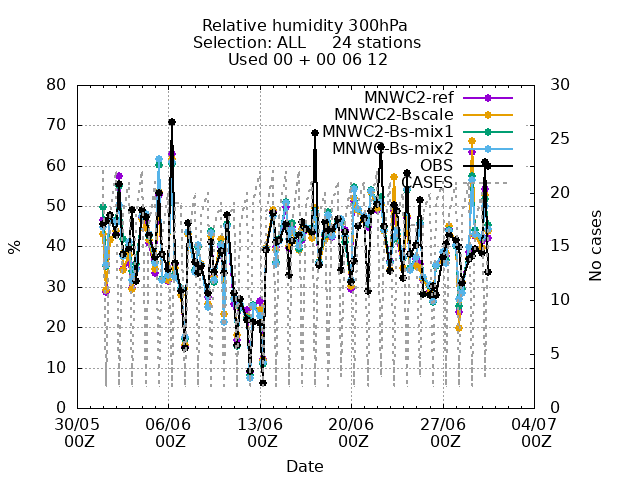 Relative humidity 300hPa
Selection: ALL 24 stations
Used 00 + 00 06 12
80 30
MNWC2-ref
70 MNWC2-Bscale 25
MNWC2-Bs-mix1
60 MNWC2-Bs-mix2 20
OBS
CASES
50
% 40 15 No cases
30 10
20
10 5
0 0
30/05 06/06 13/06 20/06 27/06 04/07
00Z 00Z 00Z 00Z 00Z 00Z
Date